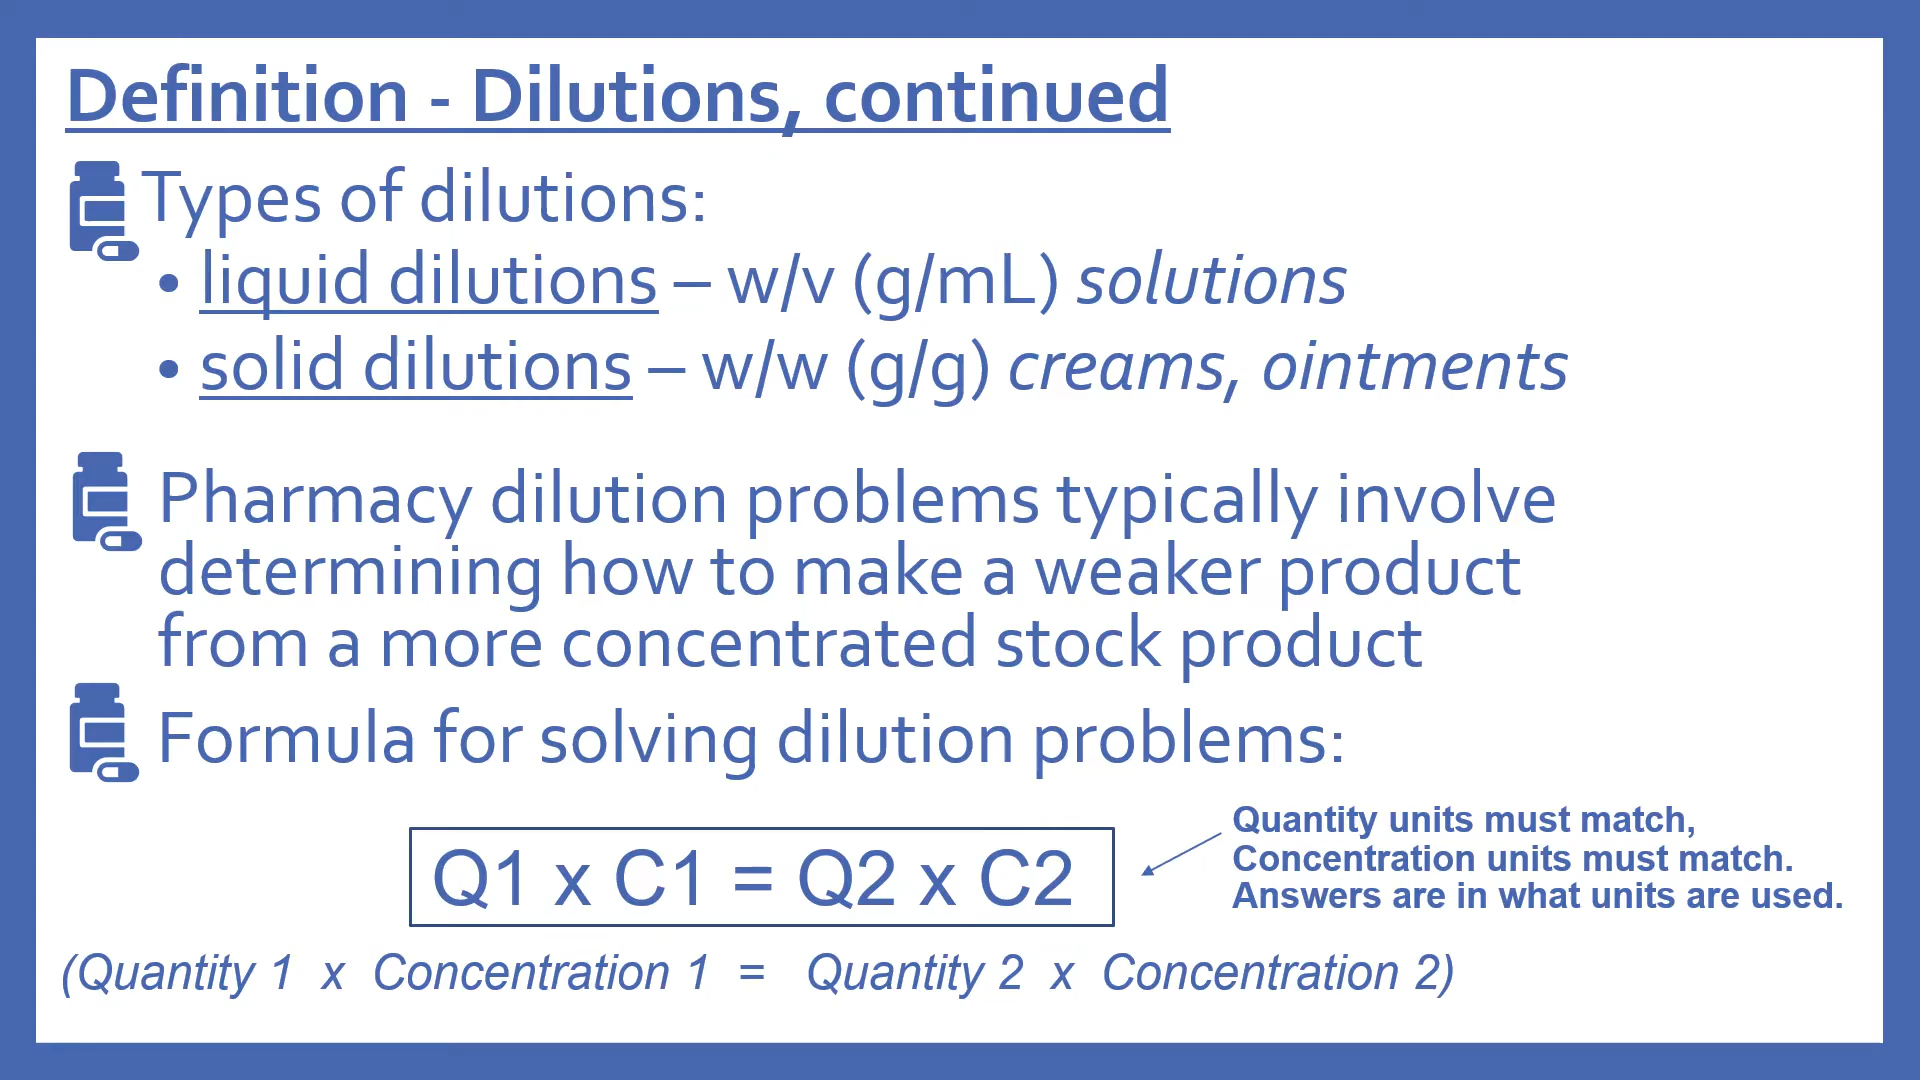 Definition - Dilutions, continued
Types of dilutions:
• liquid dilutions – w/v (g/mL) solutions
• solid dilutions – w/w (g/g) creams, ointments
Pharmacy dilution problems typically involve
determining how to make a weaker product
from a more concentrated stock product
Formula for solving dilution problems:
Q1 x C1 = Q2 x C2
Quantity units must match,
Concentration units must match.
Answers are in what units are used.
(Quantity 1 x Concentration 1 = Quantity 2 x Concentration 2)